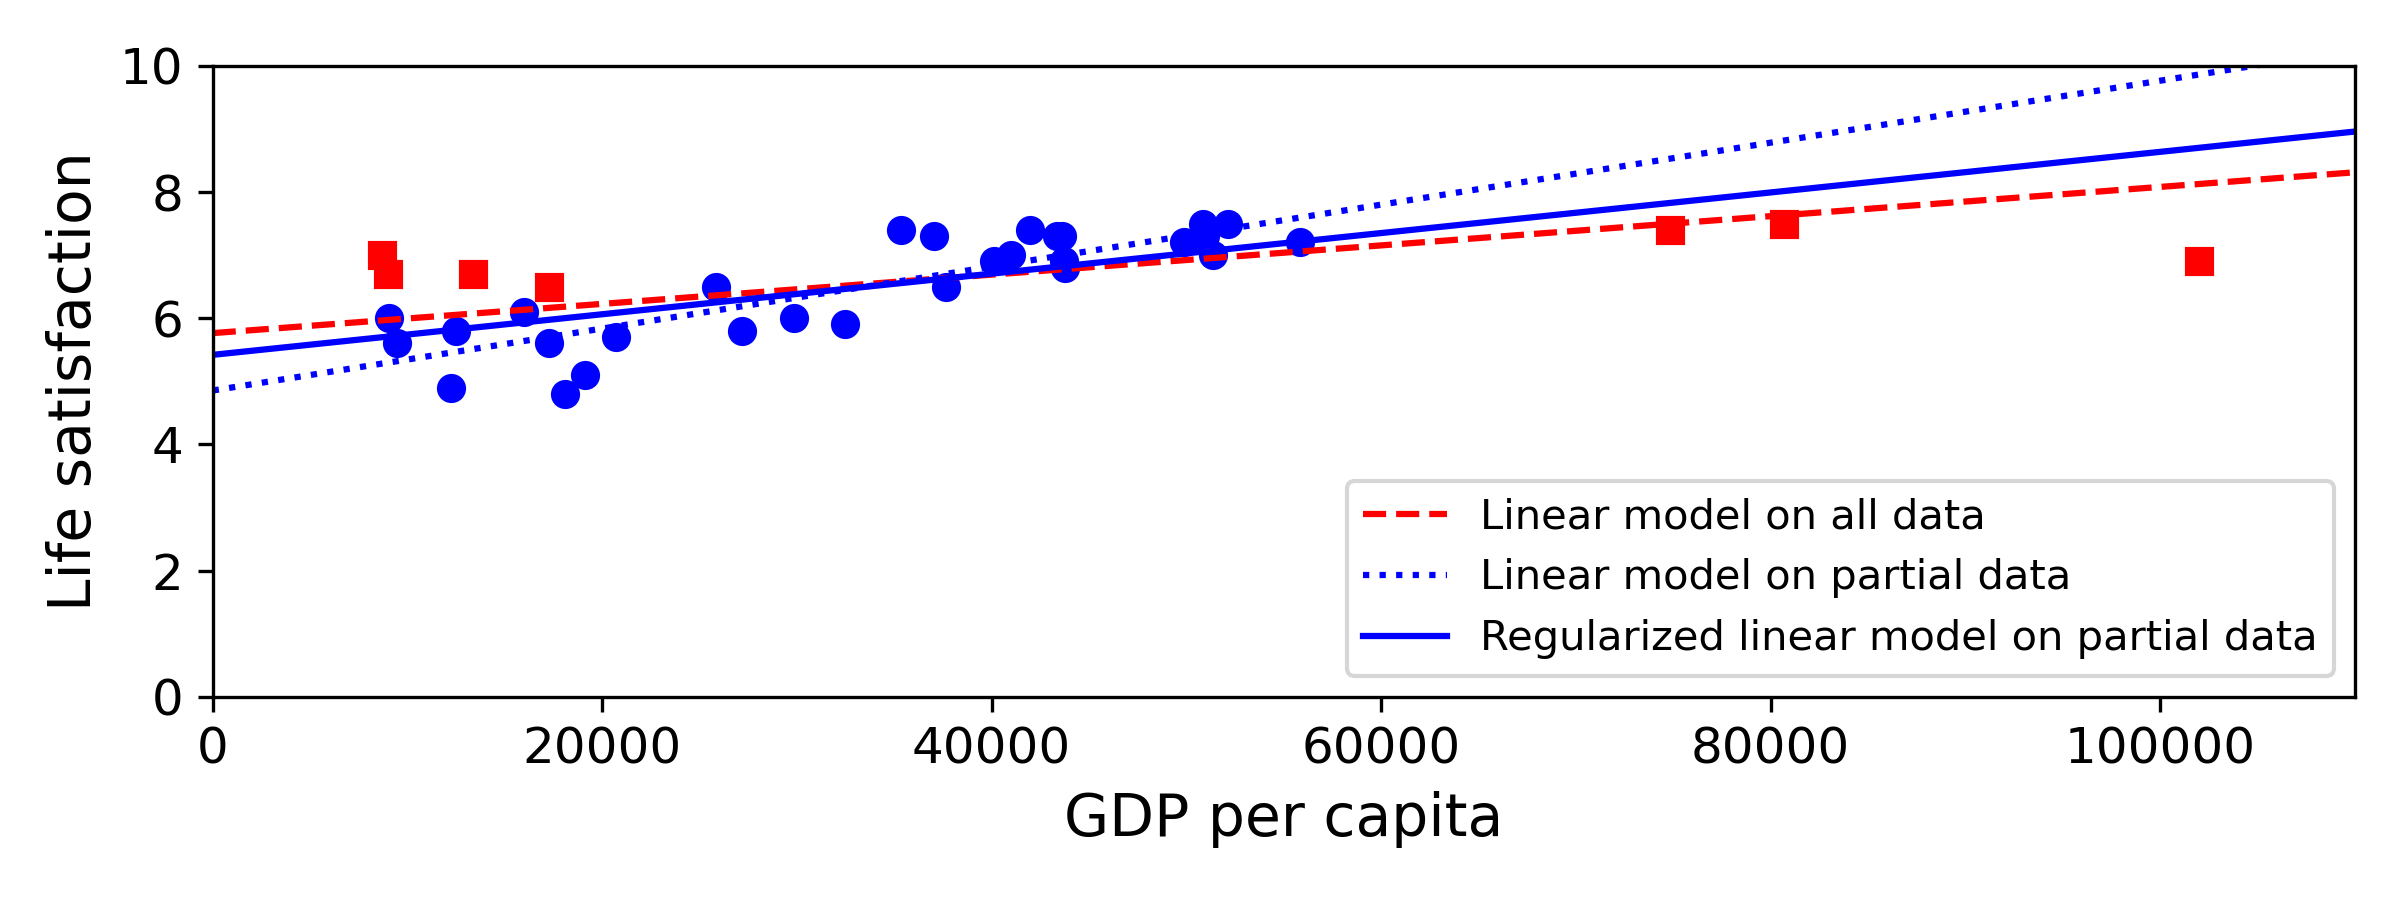 10
8
6
4
2
0
Life satisfaction
0 20000 40000 60000 80000 100000
GDP per capita
Linear model on all data
Linear model on partial data
Regularized linear model on partial data